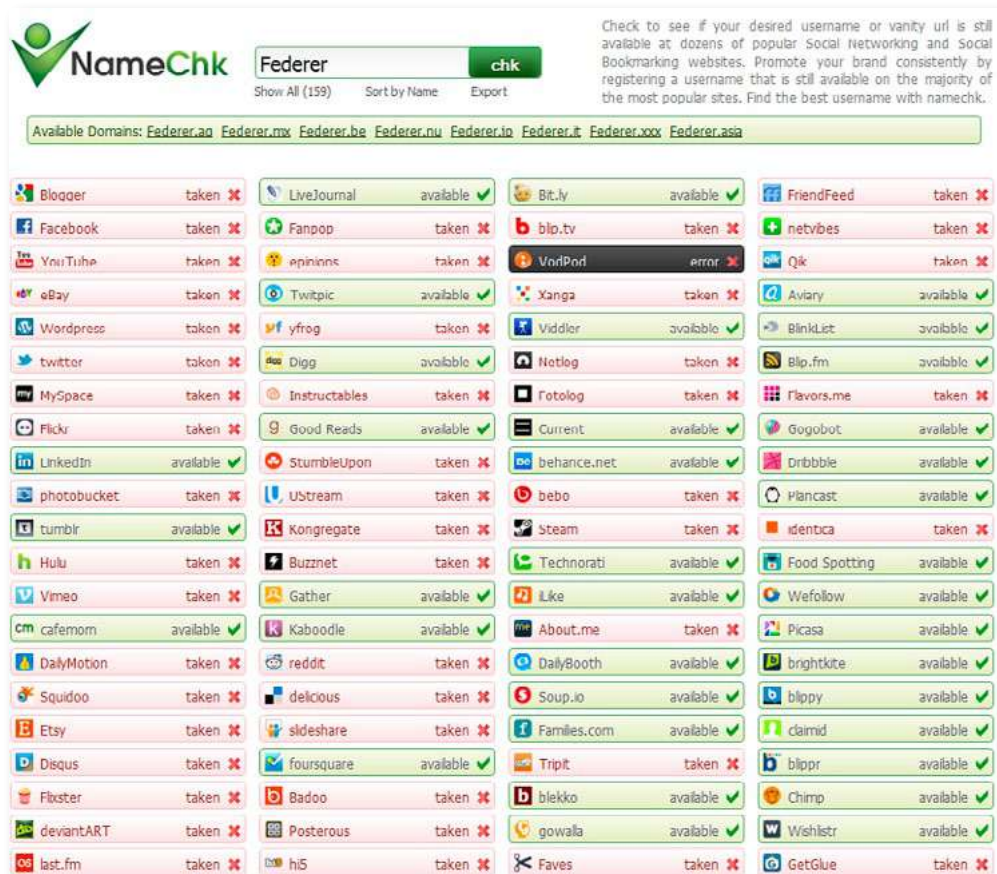 NameChk
Federer
chk
Show All (159) Sort by Name Export
Check to see if your desired username or vanity url is still
available at dozens of popular Social Networking and Social
Bookmarking websites. Promote your brand consistently by
registering a username that is still available on the majority of
the most popular sites. Find the best username with namechk.
Available Domains: Federer.ag Federer.mx Federer.be Federer.nu Federer.io Federer.it Federer.xxx Federer.asia
Blogger taken LiveJournal available Bit.ly available FriendFeed taken
Facebook taken Fanpop taken blip.tv taken netvibes taken
YouTube taken epinions taken VodPod error Qik taken
eBay taken Twitpic available Xanga taken Aviary available
Wordpress taken yfrog taken Viddler available BlinkList available
twitter taken Digg available Netlog taken Blip.fm available
MySpace taken Instructables taken Fotolog taken Flavors.me taken
Flickr taken Good Reads available Current available Gogobot available
LinkedIn available StumbleUpon taken behance.net available Dribbble available
photobucket taken UStream taken bebo taken Plancast available
tumblr available Kongregate taken Steam taken identica taken
Hulu taken Buzznet taken Technorati available Food Spotting available
Vimeo taken Gather available iLike available Wefollow available
cafemom available Kaboodle available About.me taken Picasa available
DailyMotion taken reddit taken DailyBooth available brightkite available
Squidoo taken delicious taken Soup.io available blippy available
Etsy taken slideshare taken Families.com available claimid available
Disqus taken foursquare available Tripit taken blippr available
Flixster taken Badoo taken blekko available Chimp available
deviantART taken Posterous taken gowalla available Wishlistr available
last.fm taken hi5 taken Faves taken GetGlue taken